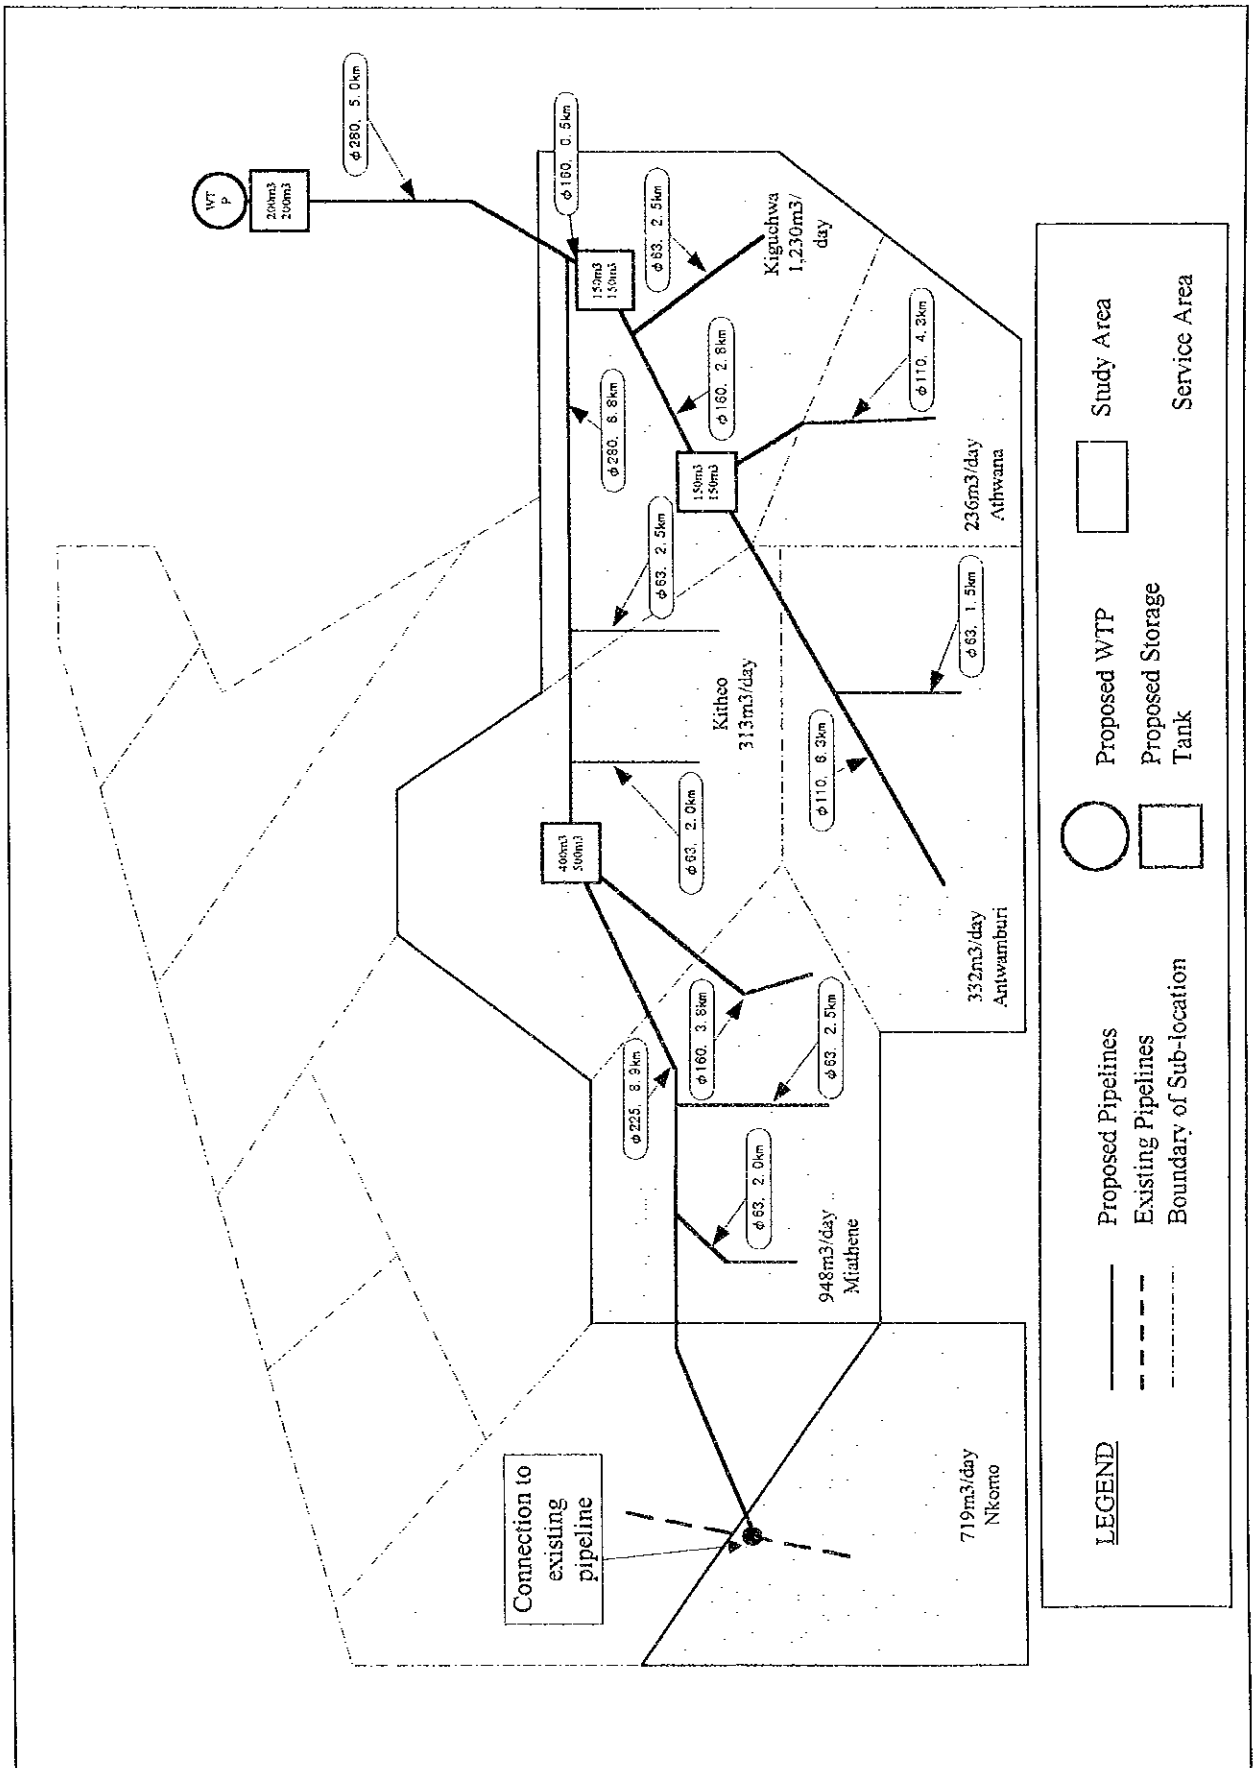 WT
P
200m3
200m3
φ280, 5.0km
φ160, 0.5km
150m3
150m3
φ63, 2.5km
Kiguchwa
1,230m3/
day
φ280, 8.8km
φ160, 2.8km
φ110, 4.3km
150m3
150m3
236m3/day
Athwana
φ63, 2.5km
Kitheo
313m3/day
φ63, 1.5km
φ63, 2.0km
φ110, 6.3km
400m3
500m3
332m3/day
Antwamburi
φ225, 8.9km
φ160, 3.8km
φ63, 2.5km
φ63, 2.0km
948m3/day
Miathene
Connection to
existing
pipeline
719m3/day
Nkomo
LEGEND
Proposed Pipelines
Existing Pipelines
Boundary of Sub-location
Proposed WTP
Proposed Storage
Tank
Study Area
Service Area